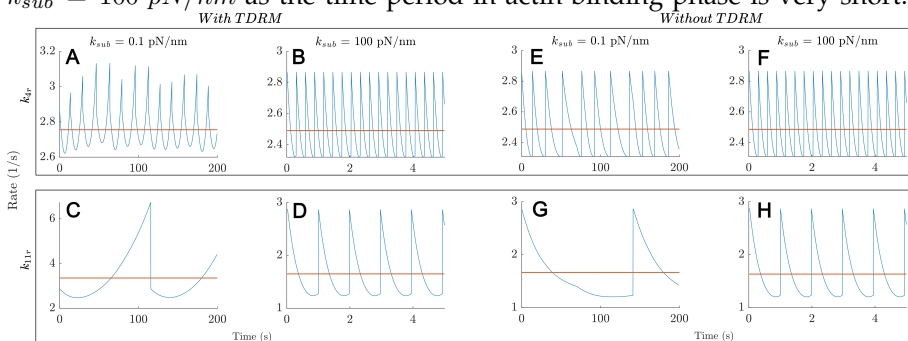 k_sub = 100 pN/nm as the time period in actin binding phase is very short.
With TDRM
Without TDRM
k_sub = 0.1 pN/nm
k_sub = 100 pN/nm
k_sub = 0.1 pN/nm
k_sub = 100 pN/nm
A
B
E
F
k_4r
3.2
3
2.8
2.6
0
100
200
2.8
2.6
2.4
0
2
4
2.8
2.6
2.4
0
100
200
2.8
2.6
2.4
0
2
4
Rate (1/s)
C
D
G
H
k_11r
6
4
2
0
100
200
3
2
1
0
2
4
3
2
1
0
100
200
3
2
1
0
2
4
Time (s)
Time (s)
Time (s)
Time (s)